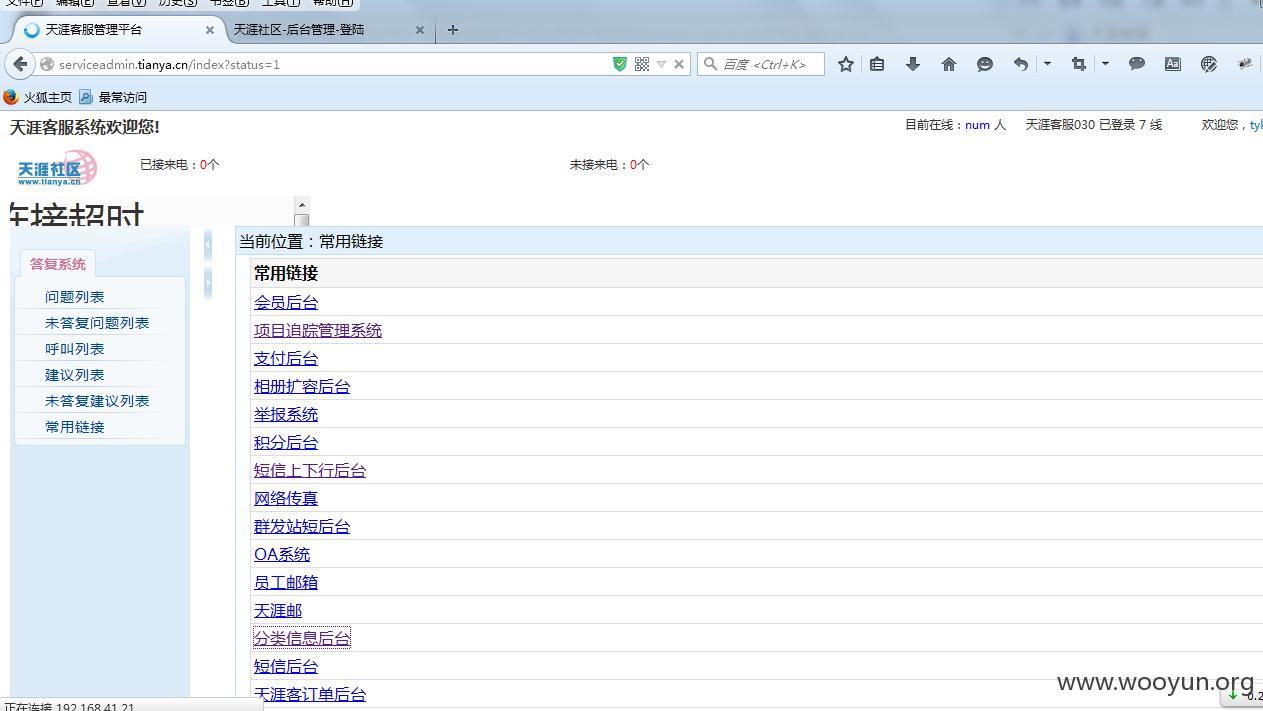 文件(F) 编辑(E) 查看(V) 历史(S) 书签(B) 工具(T) 帮助(H)
天涯客服管理平台 × 天涯社区-后台管理-登陆 × +
serviceadmin.tianya.cn/index?status=1 百度 <Ctrl+K>
火狐主页 最常访问
天涯客服系统欢迎您! 目前在线：num 人 天涯客服030 已登录 7 线 欢迎您，tyk
天涯社区
www.tianya.cn
已接来电：0个 未接来电：0个
连接超时
当前位置：常用链接
答复系统
问题列表
未答复问题列表
呼叫列表
建议列表
未答复建议列表
常用链接
常用链接
会员后台
项目追踪管理系统
支付后台
相册扩容后台
举报系统
积分后台
短信上下行后台
网络传真
群发站短后台
OA系统
员工邮箱
天涯邮
分类信息后台
短信后台
天涯客订单后台
www.wooyun.org
正在连接 192.168.41.21